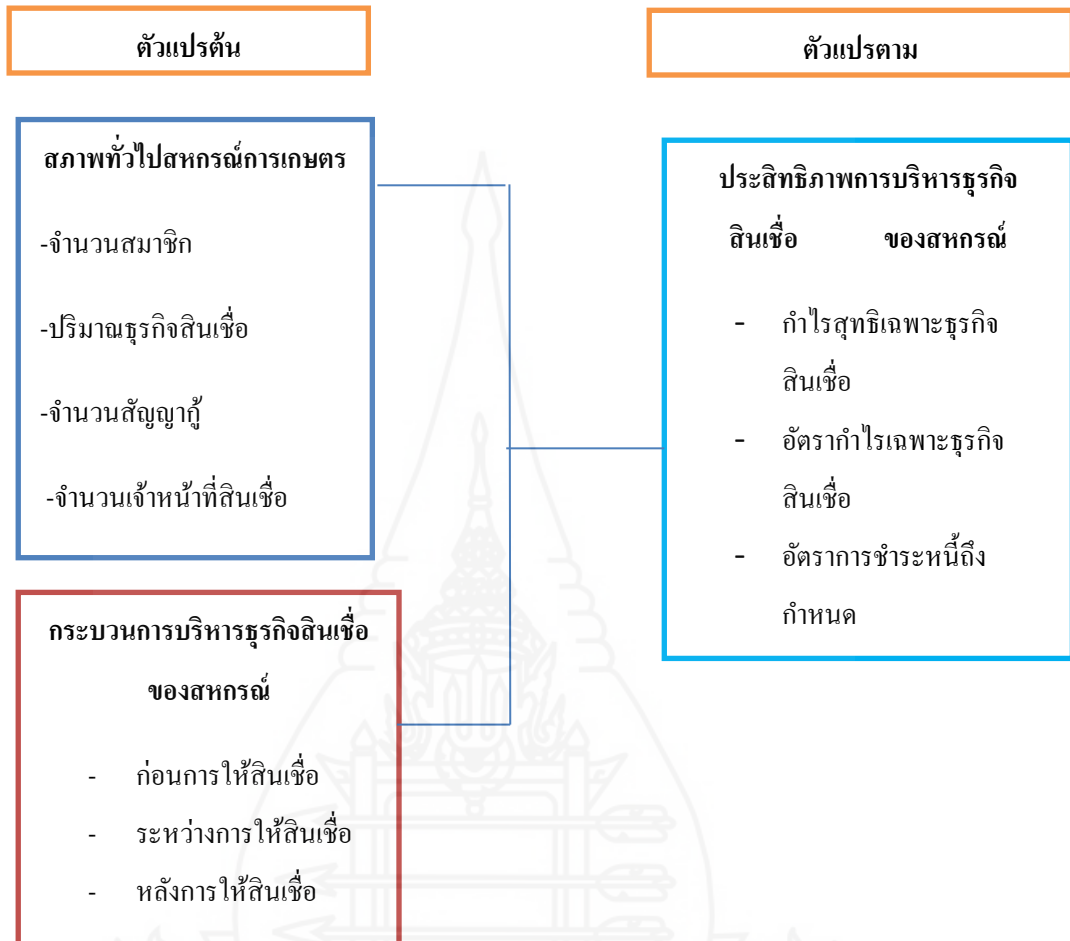 ตัวแปรต้น
ตัวแปรตาม
สภาพทั่วไปสหกรณ์การเกษตร
-จำนวนสมาชิก
-ปริมาณธุรกิจสินเชื่อ
-จำนวนสัญญากู้
-จำนวนเจ้าหน้าที่สินเชื่อ
กระบวนการบริหารธุรกิจสินเชื่อ
ของสหกรณ์
- ก่อนการให้สินเชื่อ
- ระหว่างการให้สินเชื่อ
- หลังการให้สินเชื่อ
ประสิทธิภาพการบริหารธุรกิจ
สินเชื่อ ของสหกรณ์
- กำไรสุทธิเฉพาะธุรกิจ
สินเชื่อ
- อัตรากำไรเฉพาะธุรกิจ
สินเชื่อ
- อัตราการชำระหนี้ถึง
กำหนด